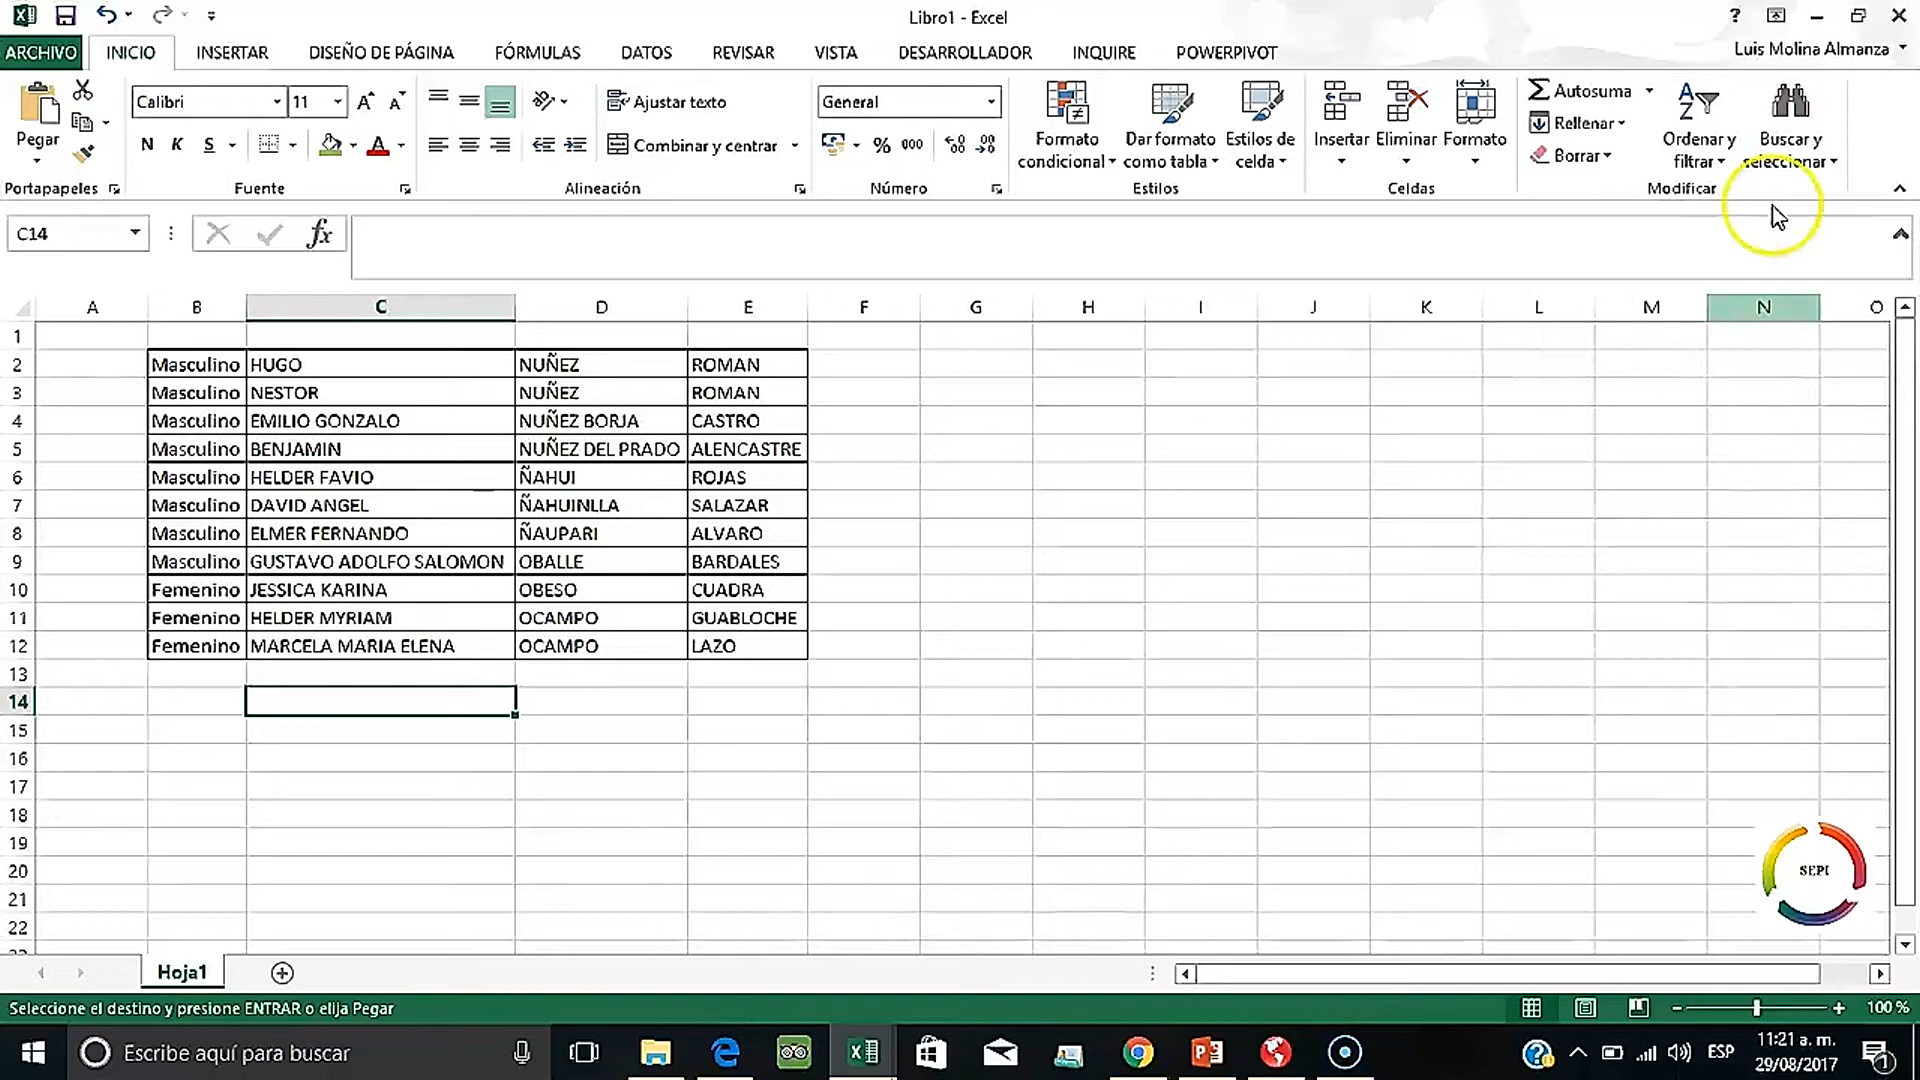 Libro1 - Excel
?
ARCHIVO INICIO INSERTAR DISEÑO DE PÁGINA FÓRMULAS DATOS REVISAR VISTA DESARROLLADOR INQUIRE POWERPIVOT Luis Molina Almanza
Pegar
Portapapeles
Calibri 11
N K S A
Fuente
Ajustar texto
Combinar y centrar
Alineación
General
% 000
Número
Formato condicional
Dar formato como tabla
Estilos de celda
Estilos
Insertar Eliminar Formato
Celdas
Autosuma
Rellenar
Borrar
Ordenar y filtrar
Buscar y seleccionar
Modificar
C14 fx
A B C D E F G H I J K L M N O
1
2 Masculino HUGO NUÑEZ ROMAN
3 Masculino NESTOR NUÑEZ ROMAN
4 Masculino EMILIO GONZALO NUÑEZ BORJA CASTRO
5 Masculino BENJAMIN NUÑEZ DEL PRADO ALENCASTRE
6 Masculino HELDER FAVIO ÑAHUI ROJAS
7 Masculino DAVID ANGEL ÑAHUINLLA SALAZAR
8 Masculino ELMER FERNANDO ÑAUPARI ALVARO
9 Masculino GUSTAVO ADOLFO SALOMON OBALLE BARDALES
10 Femenino JESSICA KARINA OBESO CUADRA
11 Femenino HELDER MYRIAM OCAMPO GUABLOCHE
12 Femenino MARCELA MARIA ELENA OCAMPO LAZO
13
14
15
16
17
18
19
20
21
22
SEPI
Hoja1
Seleccione el destino y presione ENTRAR o elija Pegar
100 %
Escribe aquí para buscar
ESP
11:21 a. m.
29/08/2017
1